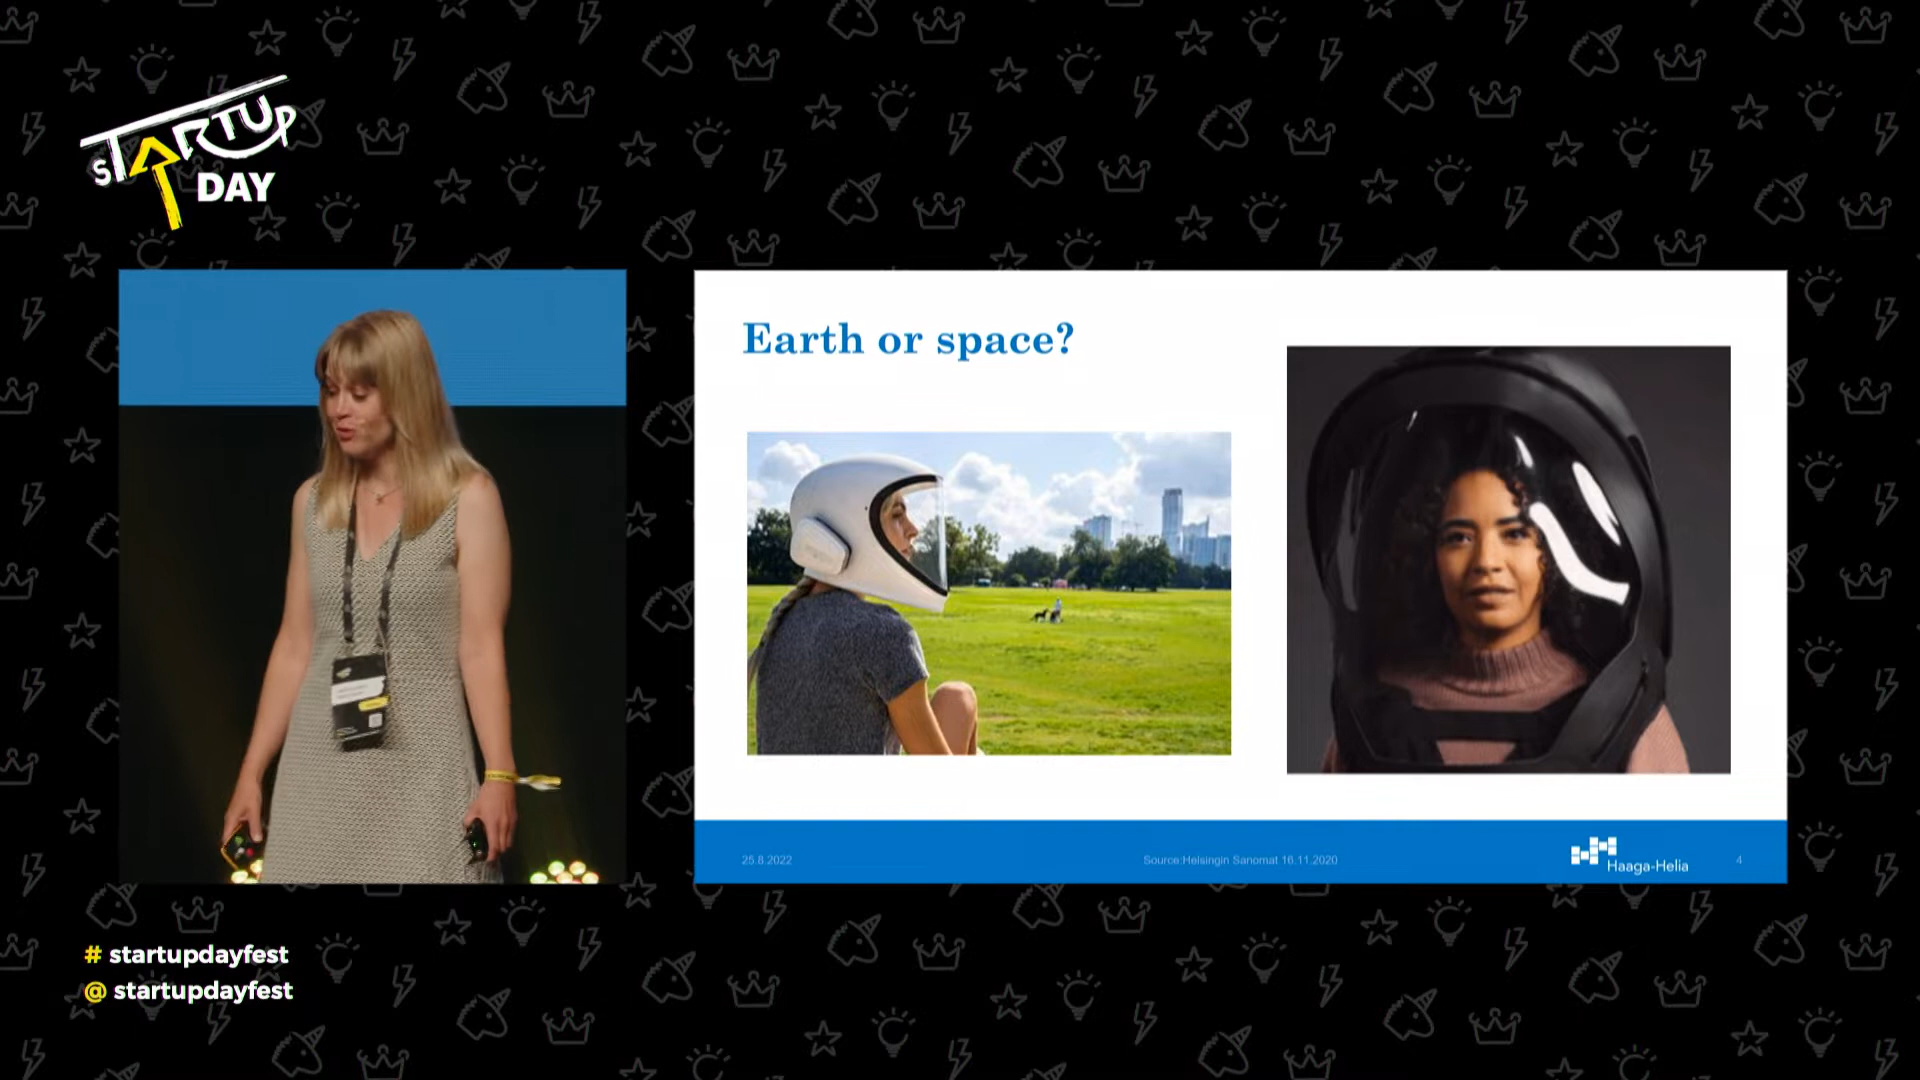 STARTUP
DAY
Earth or space?
25.8.2022
Source:Helsingin Sanomat 16.11.2020
Haaga-Helia
4
# startupdayfest
@ startupdayfest